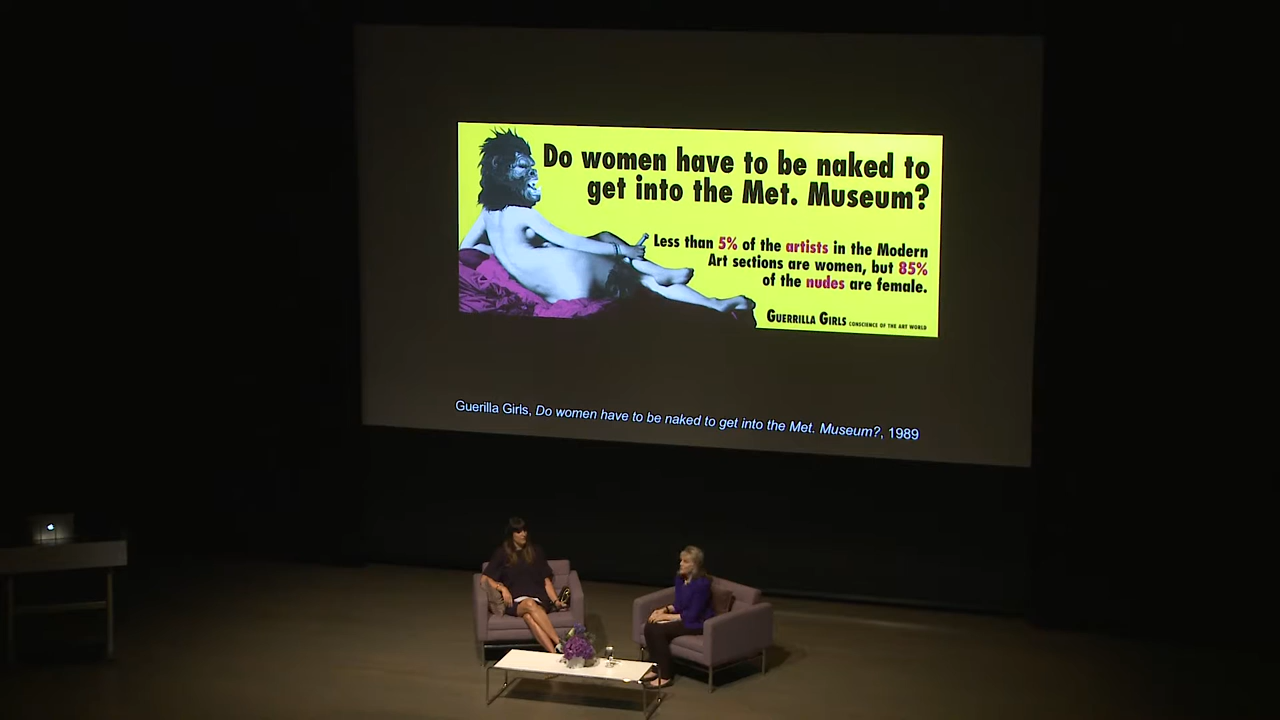 Do women have to be naked to
get into the Met. Museum?
Less than 5% of the artists in the Modern
Art sections are women, but 85%
of the nudes are female.
GUERRILLA GIRLS CONSCIENCE OF THE ART WORLD
Guerilla Girls, Do women have to be naked to get into the Met. Museum?, 1989